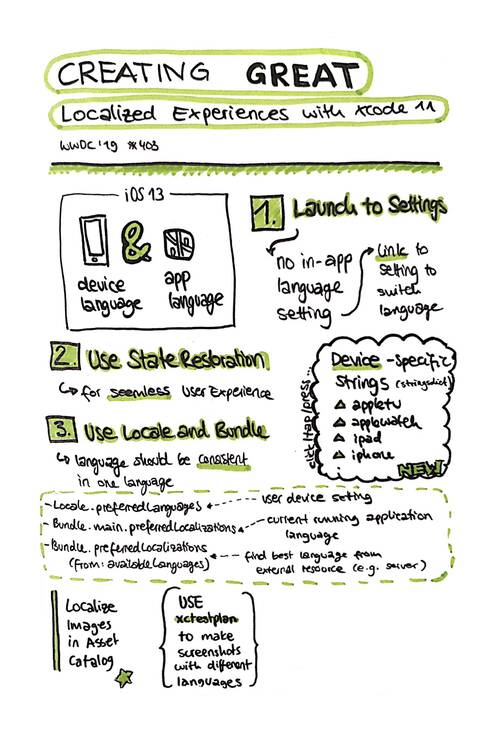 CREATING GREAT
Localized Experiences with xcode 11
WWDC '19 * 403
iOS 13
&
device
language
app
language
1. Launch to Settings
no in-app
language
setting
Link to
setting to
switch
language
2. Use State Restoration
↳ for seemless User Experience
3. Use Locale and Bundle
↳ language should be consistent
in one language
Device-Specific
Strings (stringsdict)
click/tap/press...
appletv
applewatch
ipad
iphone
NEW
- Locale.preferredLanguages ← user device setting
- Bundle.main.preferredLocalizations ← current running application
language
- Bundle.preferredLocalizations
(from: availableLanguages) ← find best language from
external resource (e.g. server)
Localize
Images
in Asset
Catalog
USE
xctestplan
to make
screenshots
with different
languages